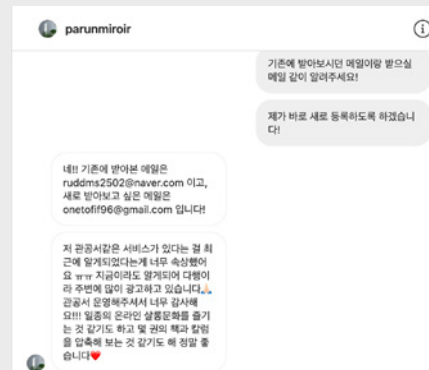 parunmiroir
기존에 받아보시던 메일이랑 받으실
메일 같이 알려주세요!
제가 바로 새로 등록하도록 하겠습니
다!
네!! 기존에 받아본 메일은
ruddms2502@naver.com 이고,
새로 받아보고 싶은 메일은
onetofif96@gmail.com 입니다!
저 관공서같은 서비스가 있다는 걸 최
근에 알게되었다는게 너무 속상했어
요 ㅠㅠ 지금이라도 알게되어 다행이
라 주변에 많이 광고하고 있습니다🙏🏻
관공서 운영해주셔서 너무 감사해
요!!! 일종의 온라인 살롱문화를 즐기
는 것 같기도 하고 몇 권의 책과 칼럼
을 압축해 보는 것 같기도 해 정말 좋
습니다❤️